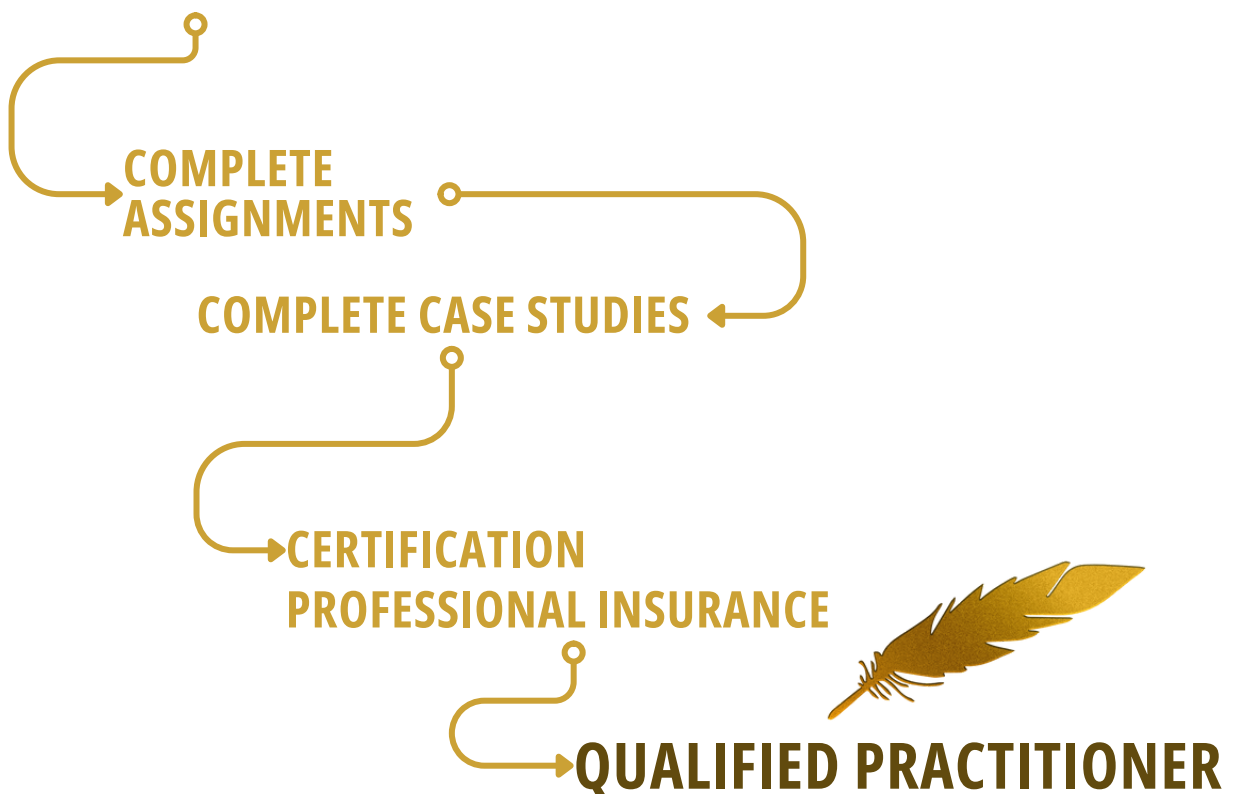 COMPLETE
ASSIGNMENTS
COMPLETE CASE STUDIES
CERTIFICATION
PROFESSIONAL INSURANCE
QUALIFIED PRACTITIONER